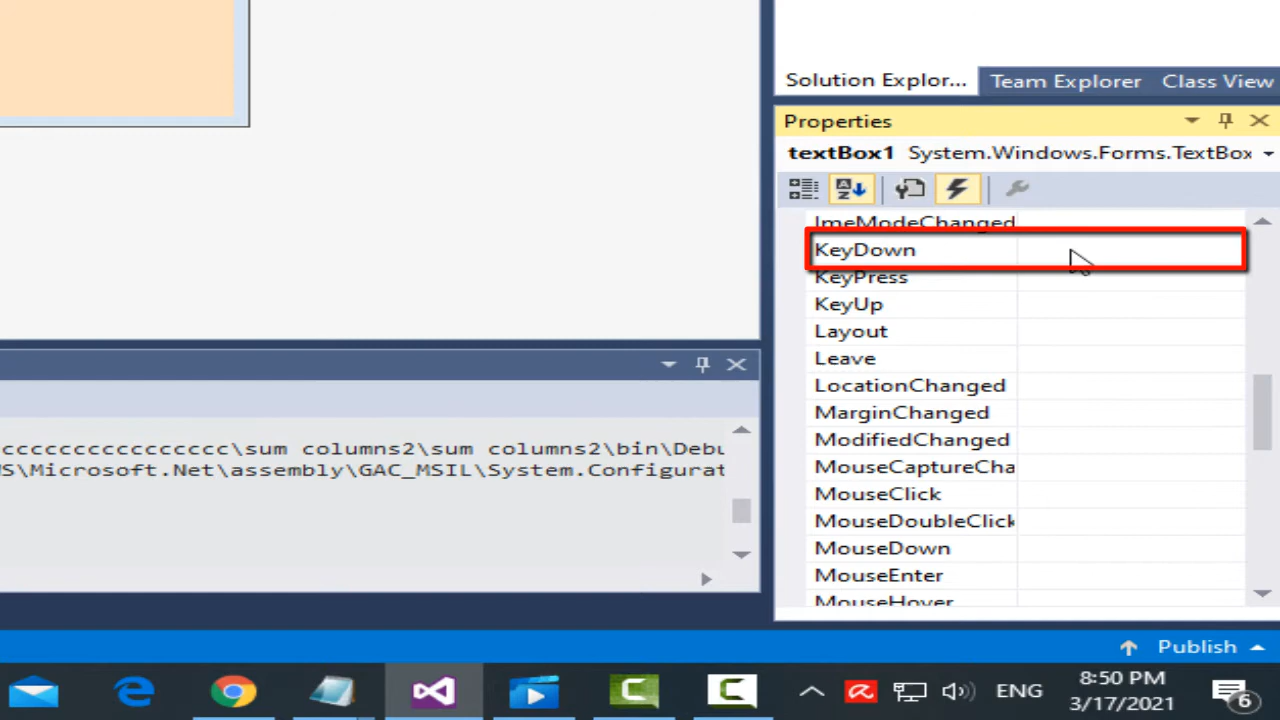 Solution Explor... Team Explorer Class View
Properties
textBox1 System.Windows.Forms.TextBox
ImeModeChanged
KeyDown
KeyPress
KeyUp
Layout
Leave
LocationChanged
MarginChanged
ModifiedChanged
MouseCaptureCha
MouseClick
MouseDoubleClick
MouseDown
MouseEnter
MouseHover
cccccccccccccccc\sum columns2\sum columns2\bin\Debu
WS\Microsoft.Net\assembly\GAC_MSIL\System.Configurat
Publish
ENG
8:50 PM
3/17/2021
6